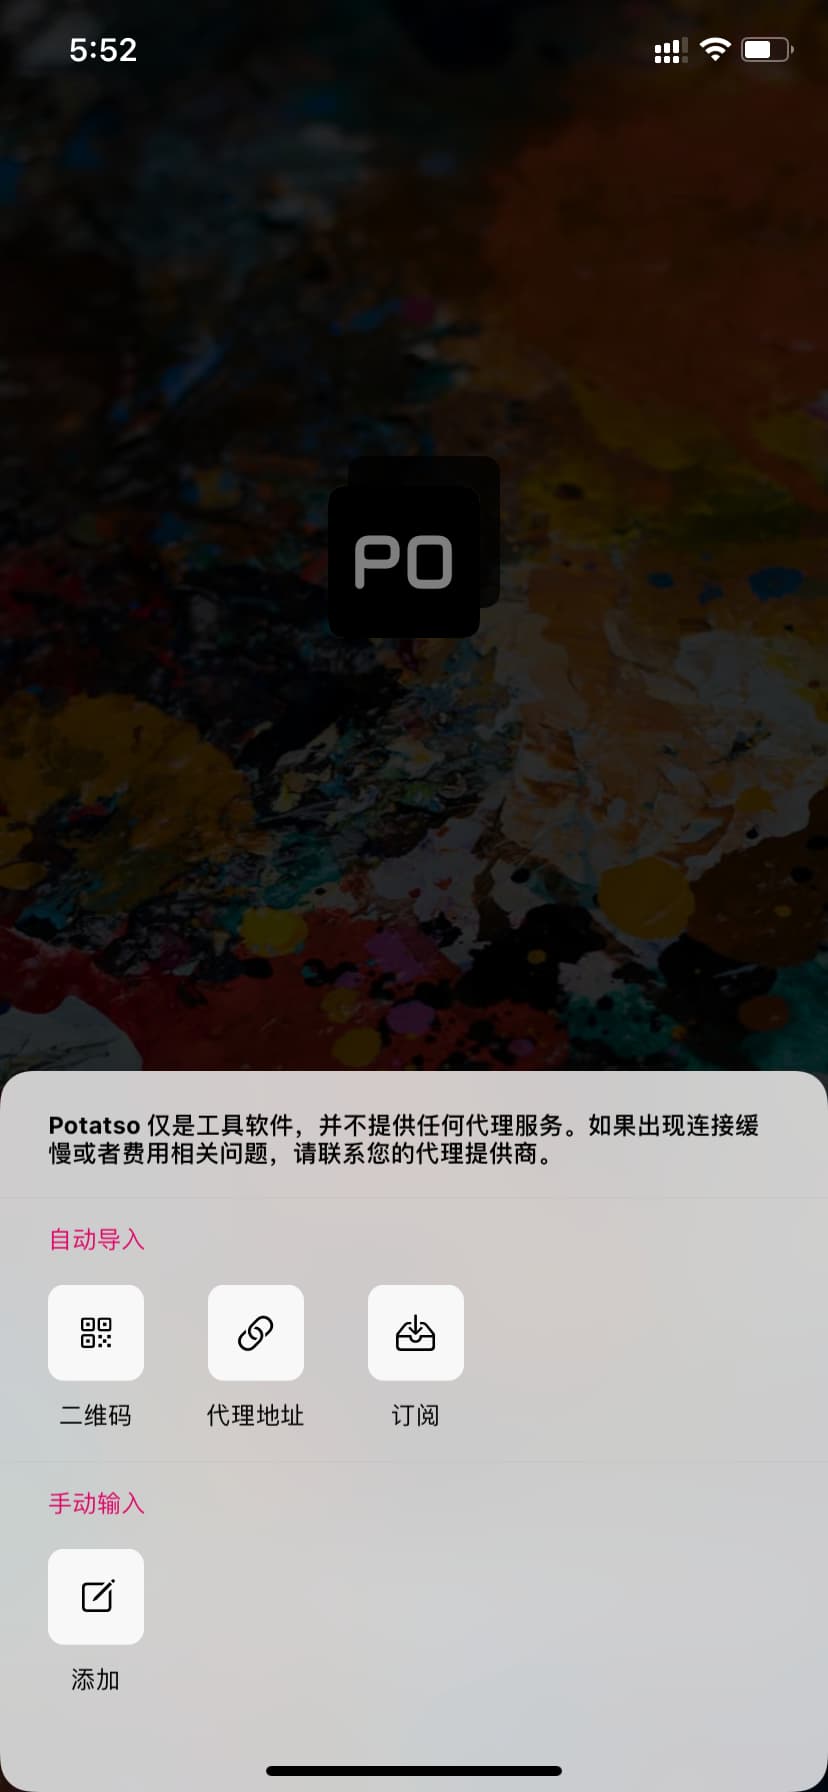 5:52
PO
Potatso 仅是工具软件，并不提供任何代理服务。如果出现连接缓
慢或者费用相关问题，请联系您的代理提供商。
自动导入
二维码 代理地址 订阅
手动输入
添加